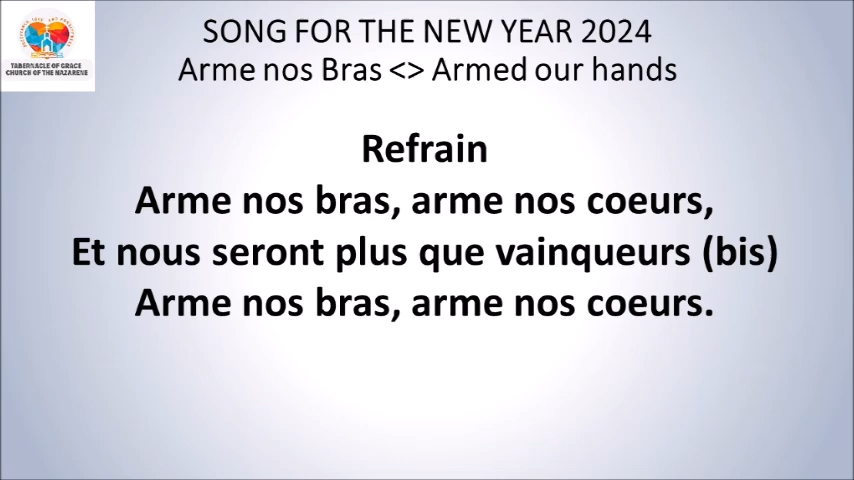 SONG FOR THE NEW YEAR 2024
Arme nos Bras <> Armed our hands
TABERNACLE OF GRACE
CHURCH OF THE NAZARENE
Refrain
Arme nos bras, arme nos coeurs,
Et nous seront plus que vainqueurs (bis)
Arme nos bras, arme nos coeurs.